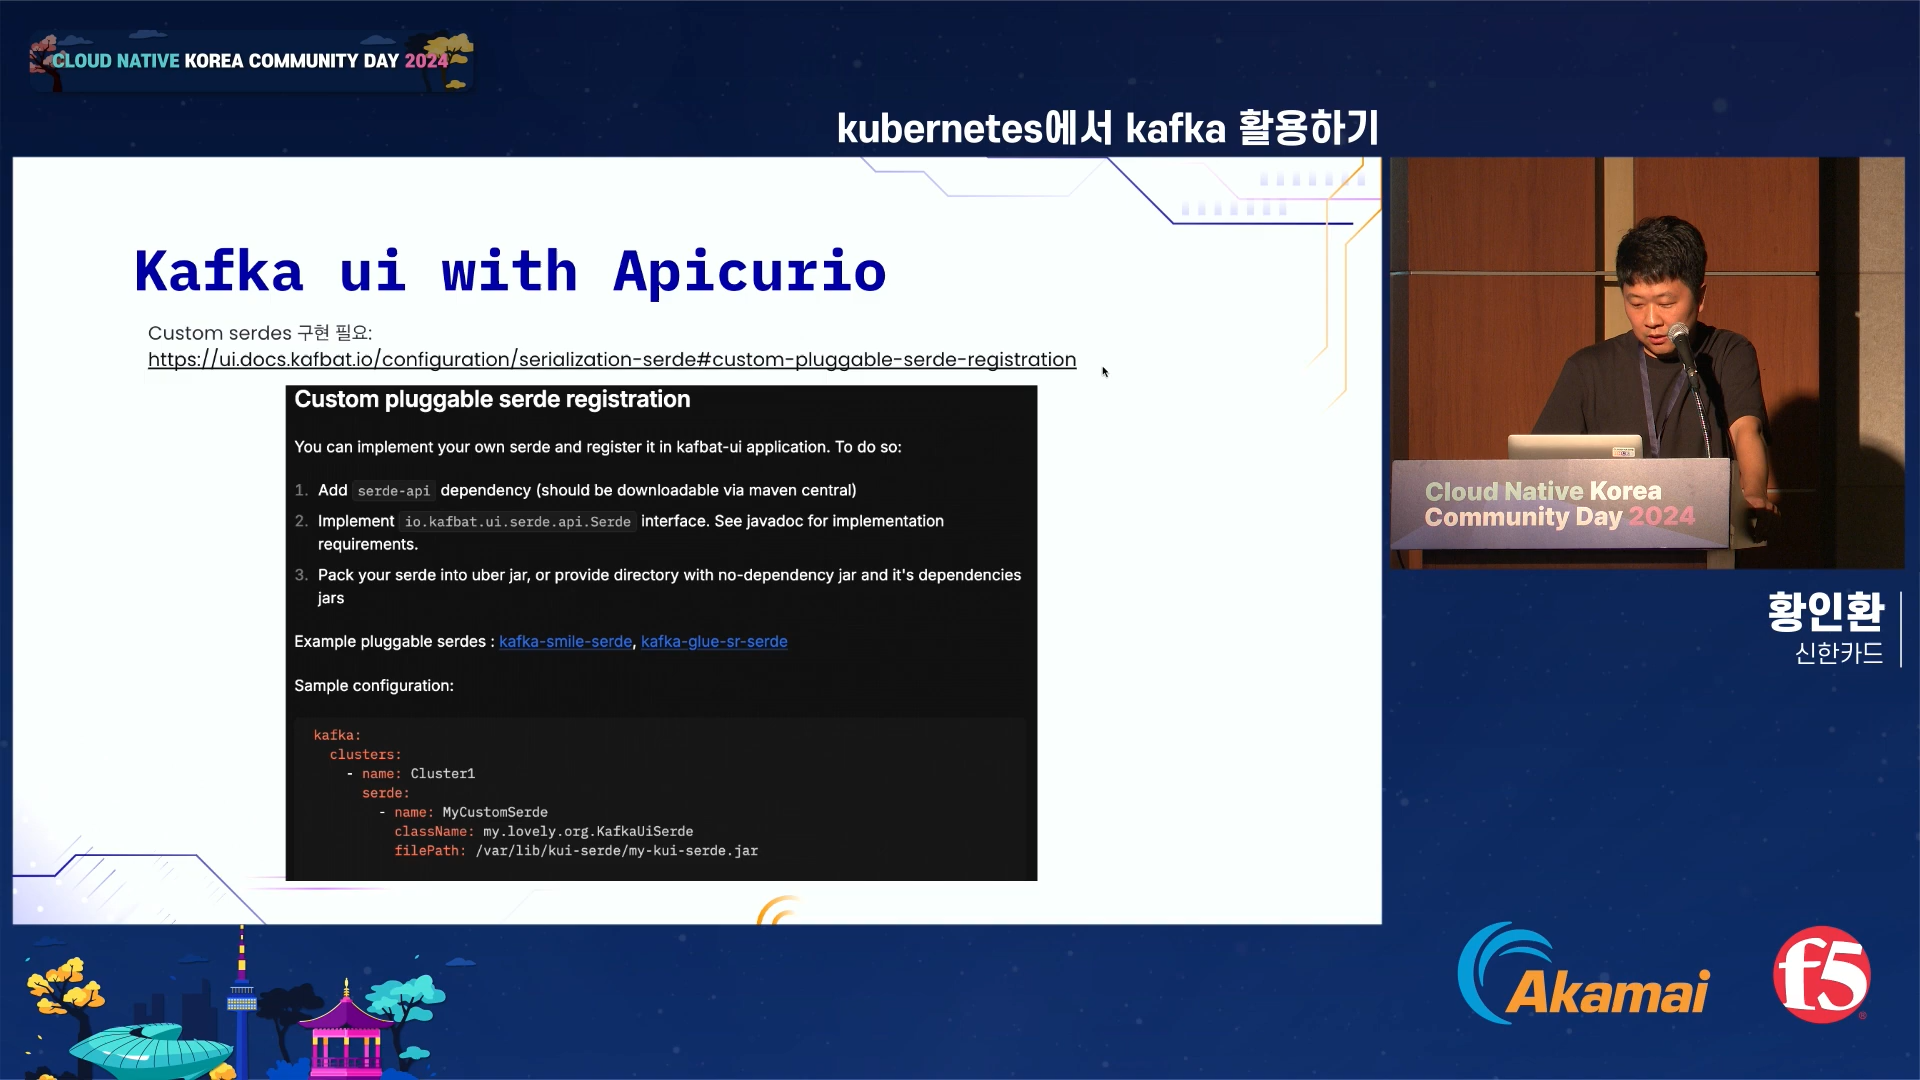 CLOUD NATIVE KOREA COMMUNITY DAY 2024
kubernetes에서 kafka 활용하기
Kafka ui with Apicurio
Custom serdes 구현 필요:
https://ui.docs.kafbat.io/configuration/serialization-serde#custom-pluggable-serde-registration
Custom pluggable serde registration
You can implement your own serde and register it in kafbat-ui application. To do so:
1. Add serde-api dependency (should be downloadable via maven central)
2. Implement io.kafbat.ui.serde.api.Serde interface. See javadoc for implementation
requirements.
3. Pack your serde into uber jar, or provide directory with no-dependency jar and it's dependencies
jars
Example pluggable serdes : kafka-smile-serde, kafka-glue-sr-serde
Sample configuration:
kafka:
clusters:
- name: Cluster1
serde:
- name: MyCustomSerde
className: my.lovely.org.KafkaUiSerde
filePath: /var/lib/kui-serde/my-kui-serde.jar
Cloud Native Korea
Community Day 2024
황인환
신한카드
Akamai
f5